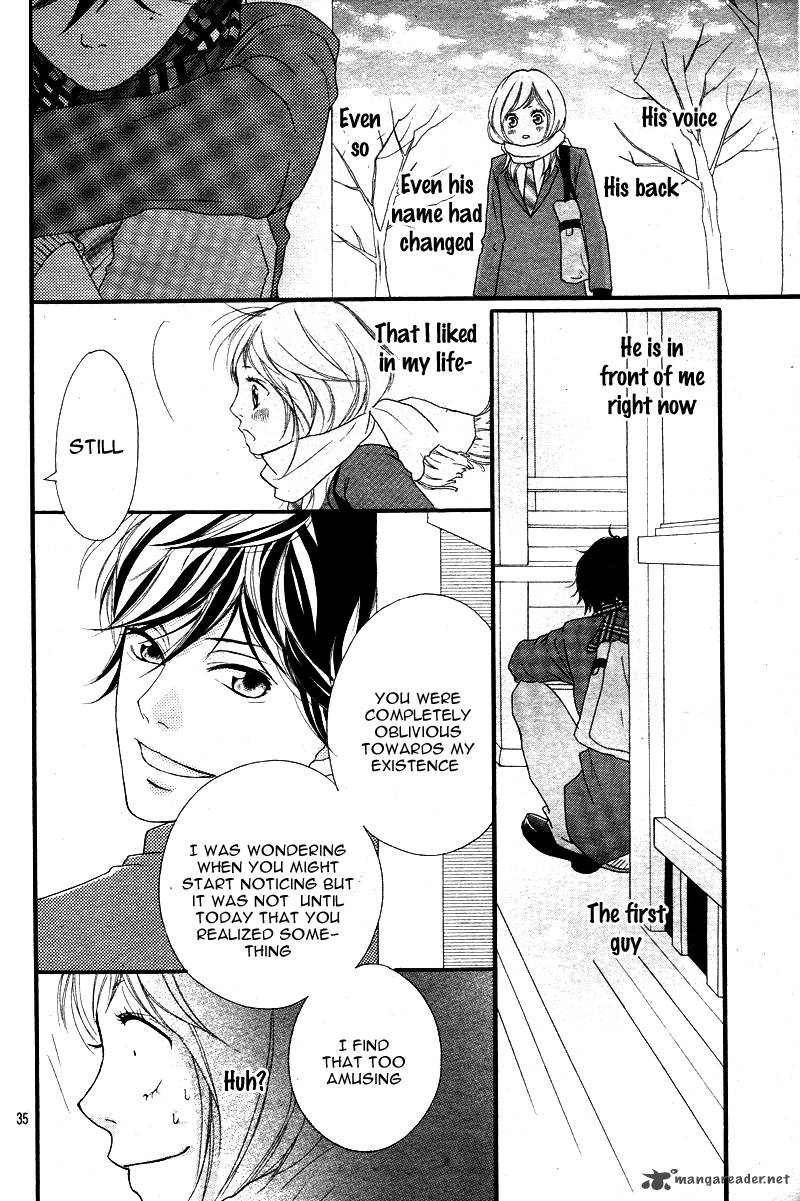 His voice
His back
Even
so
Even his
name had
changed
He is in
front of me
right now
The first
guy
That I liked
in my life-
STILL
YOU WERE
COMPLETELY
OBLIVIOUS
TOWARDS MY
EXISTENCE
I WAS WONDERING
WHEN YOU MIGHT
START NOTICING BUT
IT WAS NOT UNTIL
TODAY THAT YOU
REALIZED SOME-
THING
I FIND
THAT TOO
AMUSING
Huh?
35
mangareader.net